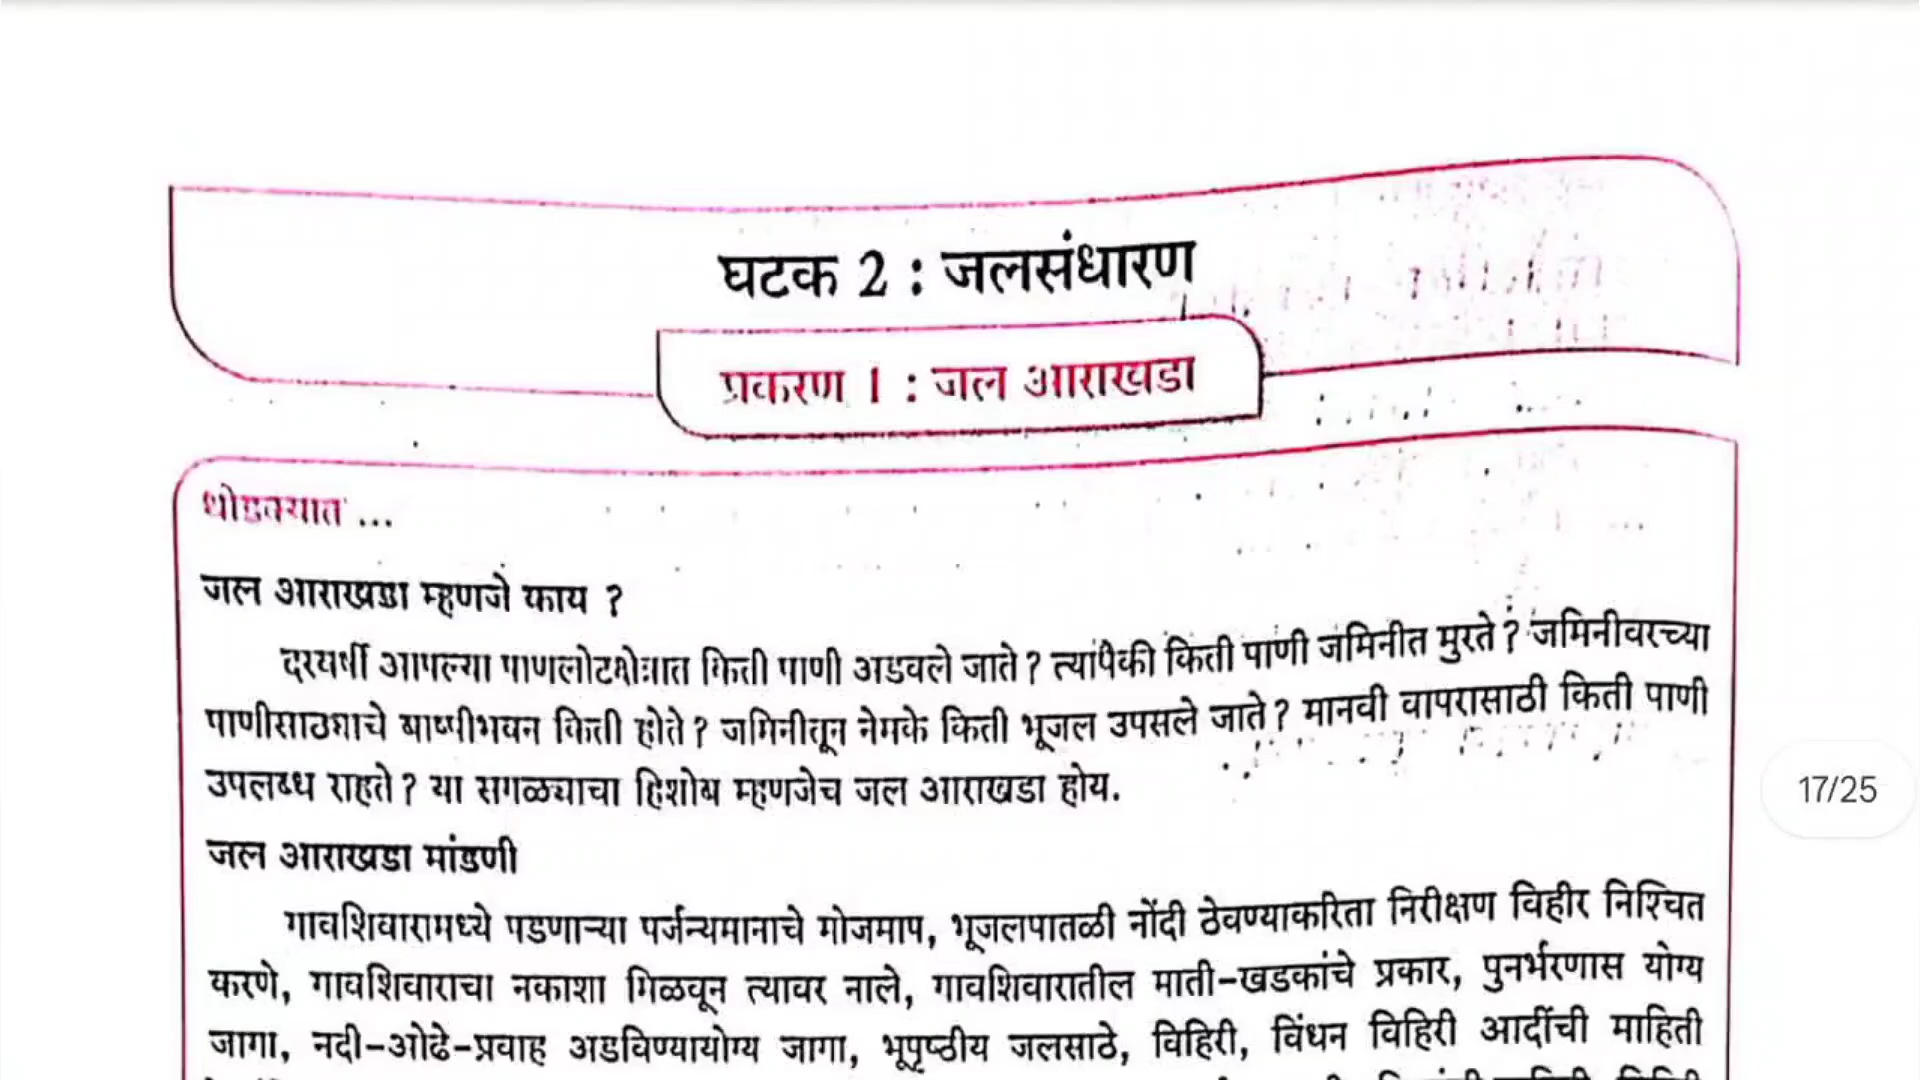 घटक 2 : जलसंधारण
प्रकरण 1 : जल आराखडा
थोडक्यात ...
जल आराखडा म्हणजे काय ?
दरवर्षी आपल्या पाणलोटक्षेत्रात किती पाणी अडवले जाते ? त्यांपैकी किती पाणी जमिनीत मुरते ? जमिनीवरच्या
पाणीसाठ्याचे बाष्पीभवन किती होते ? जमिनीतून नेमके किती भूजल उपसले जाते ? मानवी वापरासाठी किती पाणी
उपलब्ध राहते ? या सगळ्याचा हिशोब म्हणजेच जल आराखडा होय.
जल आराखडा मांडणी
गावशिवारामध्ये पडणाऱ्या पर्जन्यमानाचे मोजमाप, भूजलपातळी नोंदी ठेवण्याकरिता निरीक्षण विहीर निश्चित
करणे, गावशिवाराचा नकाशा मिळवून त्यावर नाले, गावशिवारातील माती-खडकांचे प्रकार, पुनर्भरणास योग्य
जागा, नदी-ओढे-प्रवाह अडविण्यायोग्य जागा, भूपृष्ठीय जलसाठे, विहिरी, विंधन विहिरी आदींची माहिती
17/25